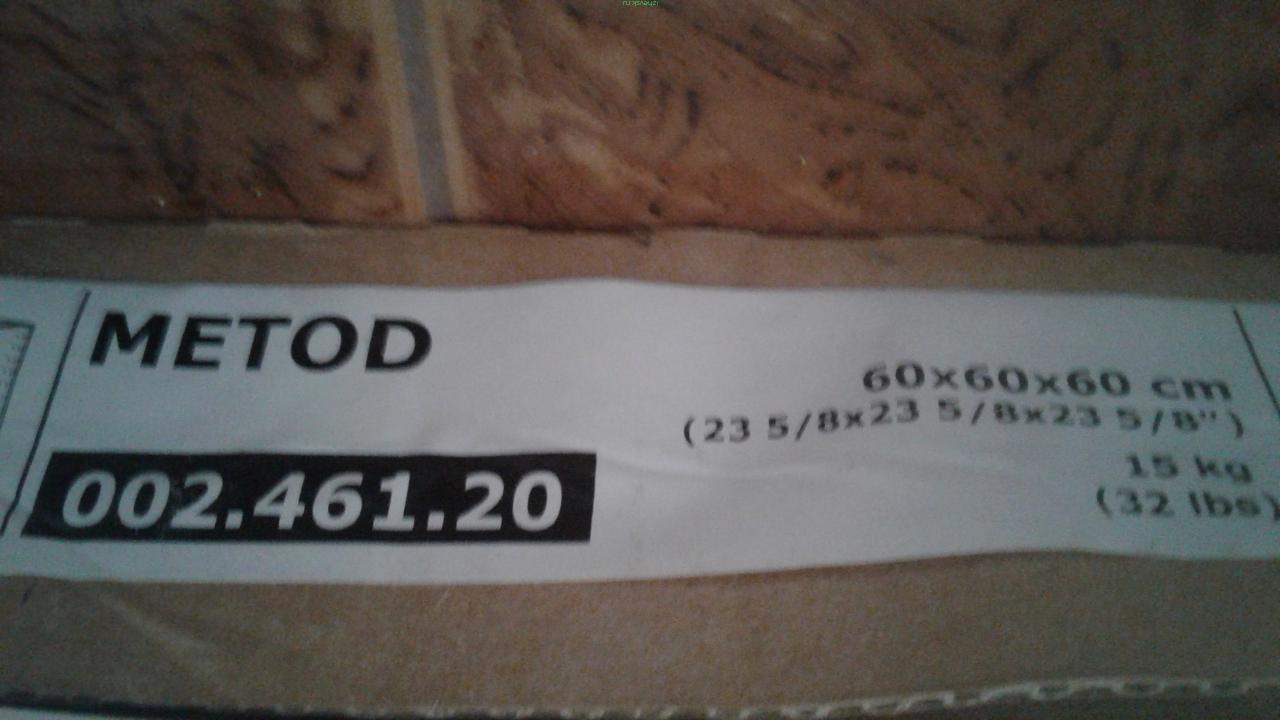 METOD
60x60x60 cm
(23 5/8x23 5/8x23 5/8")
002.461.20
15 kg
(32 lbs)